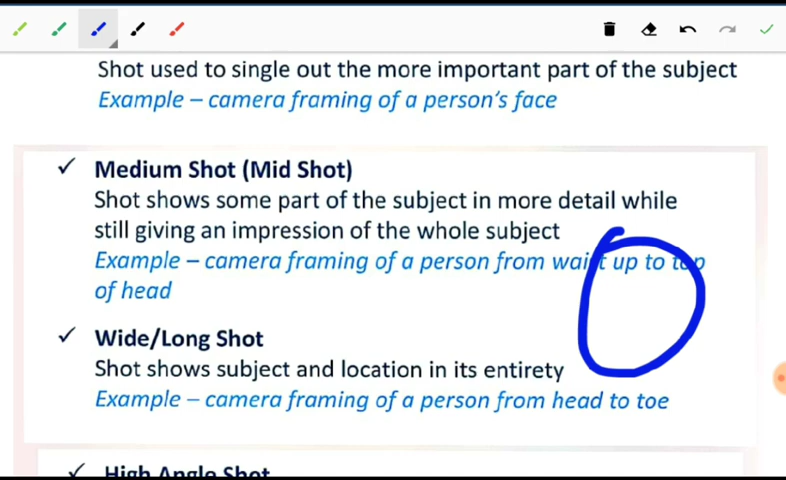 Shot used to single out the more important part of the subject
Example – camera framing of a person's face
✓ Medium Shot (Mid Shot)
Shot shows some part of the subject in more detail while
still giving an impression of the whole subject
Example – camera framing of a person from waist up to top
of head
✓ Wide/Long Shot
Shot shows subject and location in its entirety
Example – camera framing of a person from head to toe
✓ High Angle Shot